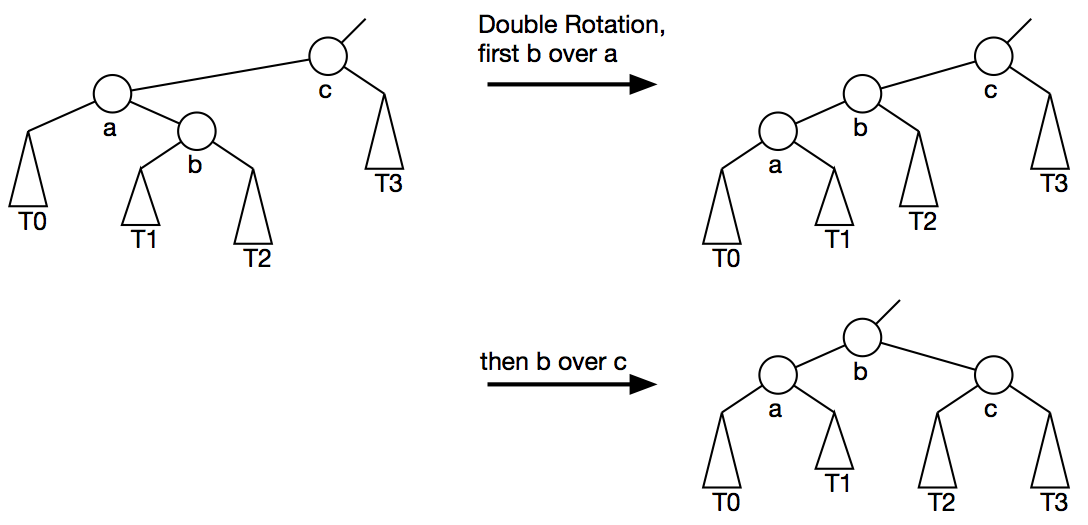 Double Rotation,
first b over a
c
a
b
T0
T1
T2
T3
c
b
a
T0
T1
T2
T3
then b over c
b
a
c
T0
T1
T2
T3